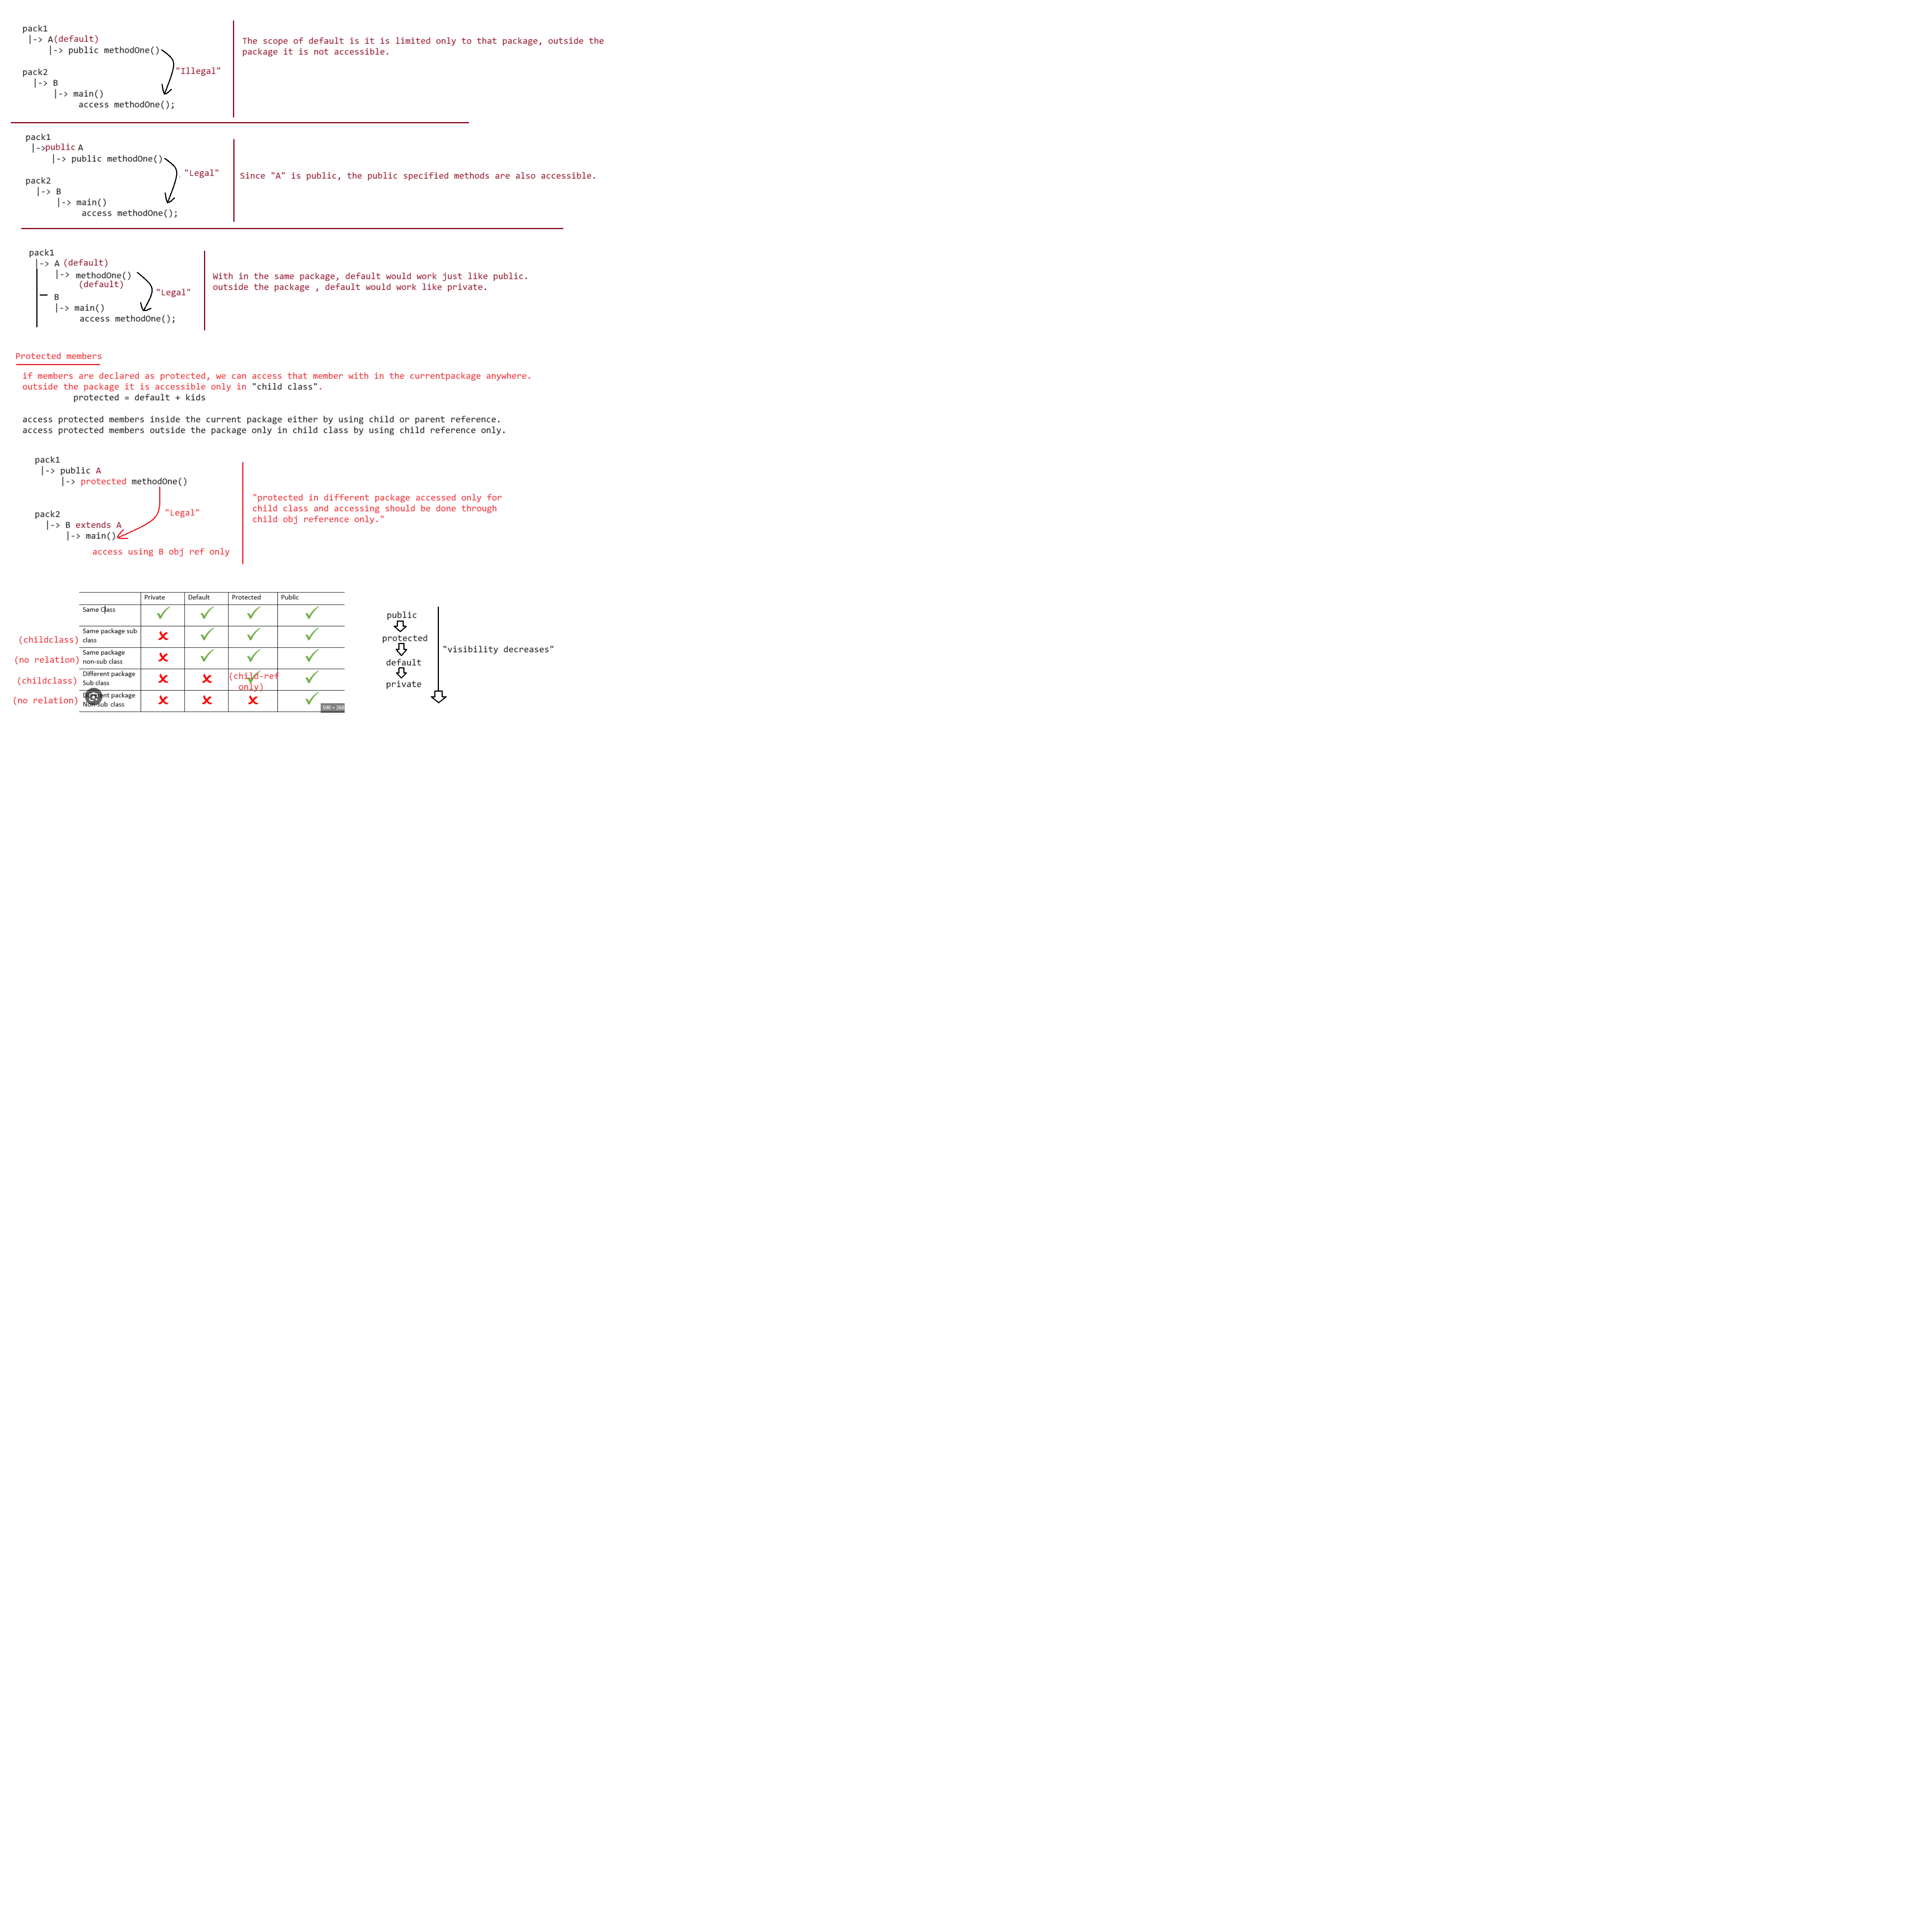 pack1
|-> A(default)
|-> public methodOne()
"Illegal"
pack2
|-> B
|-> main()
access methodOne();
The scope of default is it is limited only to that package, outside the
package it is not accessible.
pack1
|->public A
|-> public methodOne()
"Legal"
pack2
|-> B
|-> main()
access methodOne();
Since "A" is public, the public specified methods are also accessible.
pack1
|-> A (default)
|-> methodOne()
(default)
"Legal"
B
|-> main()
access methodOne();
With in the same package, default would work just like public.
outside the package , default would work like private.
Protected members
if members are declared as protected, we can access that member with in the currentpackage anywhere.
outside the package it is accessible only in "child class".
protected = default + kids
access protected members inside the current package either by using child or parent reference.
access protected members outside the package only in child class by using child reference only.
pack1
|-> public A
|-> protected methodOne()
"Legal"
pack2
|-> B extends A
|-> main()
access using B obj ref only
"protected in different package accessed only for
child class and accessing should be done through
child obj reference only."
Private Default Protected Public
Same Class
(childclass) Same package sub
class
(no relation) Same package
non-sub class
(childclass) Different package
Sub class
(child-ref
only)
(no relation) package
Non-sub class
590 × 260
public
protected
default
private
"visibility decreases"